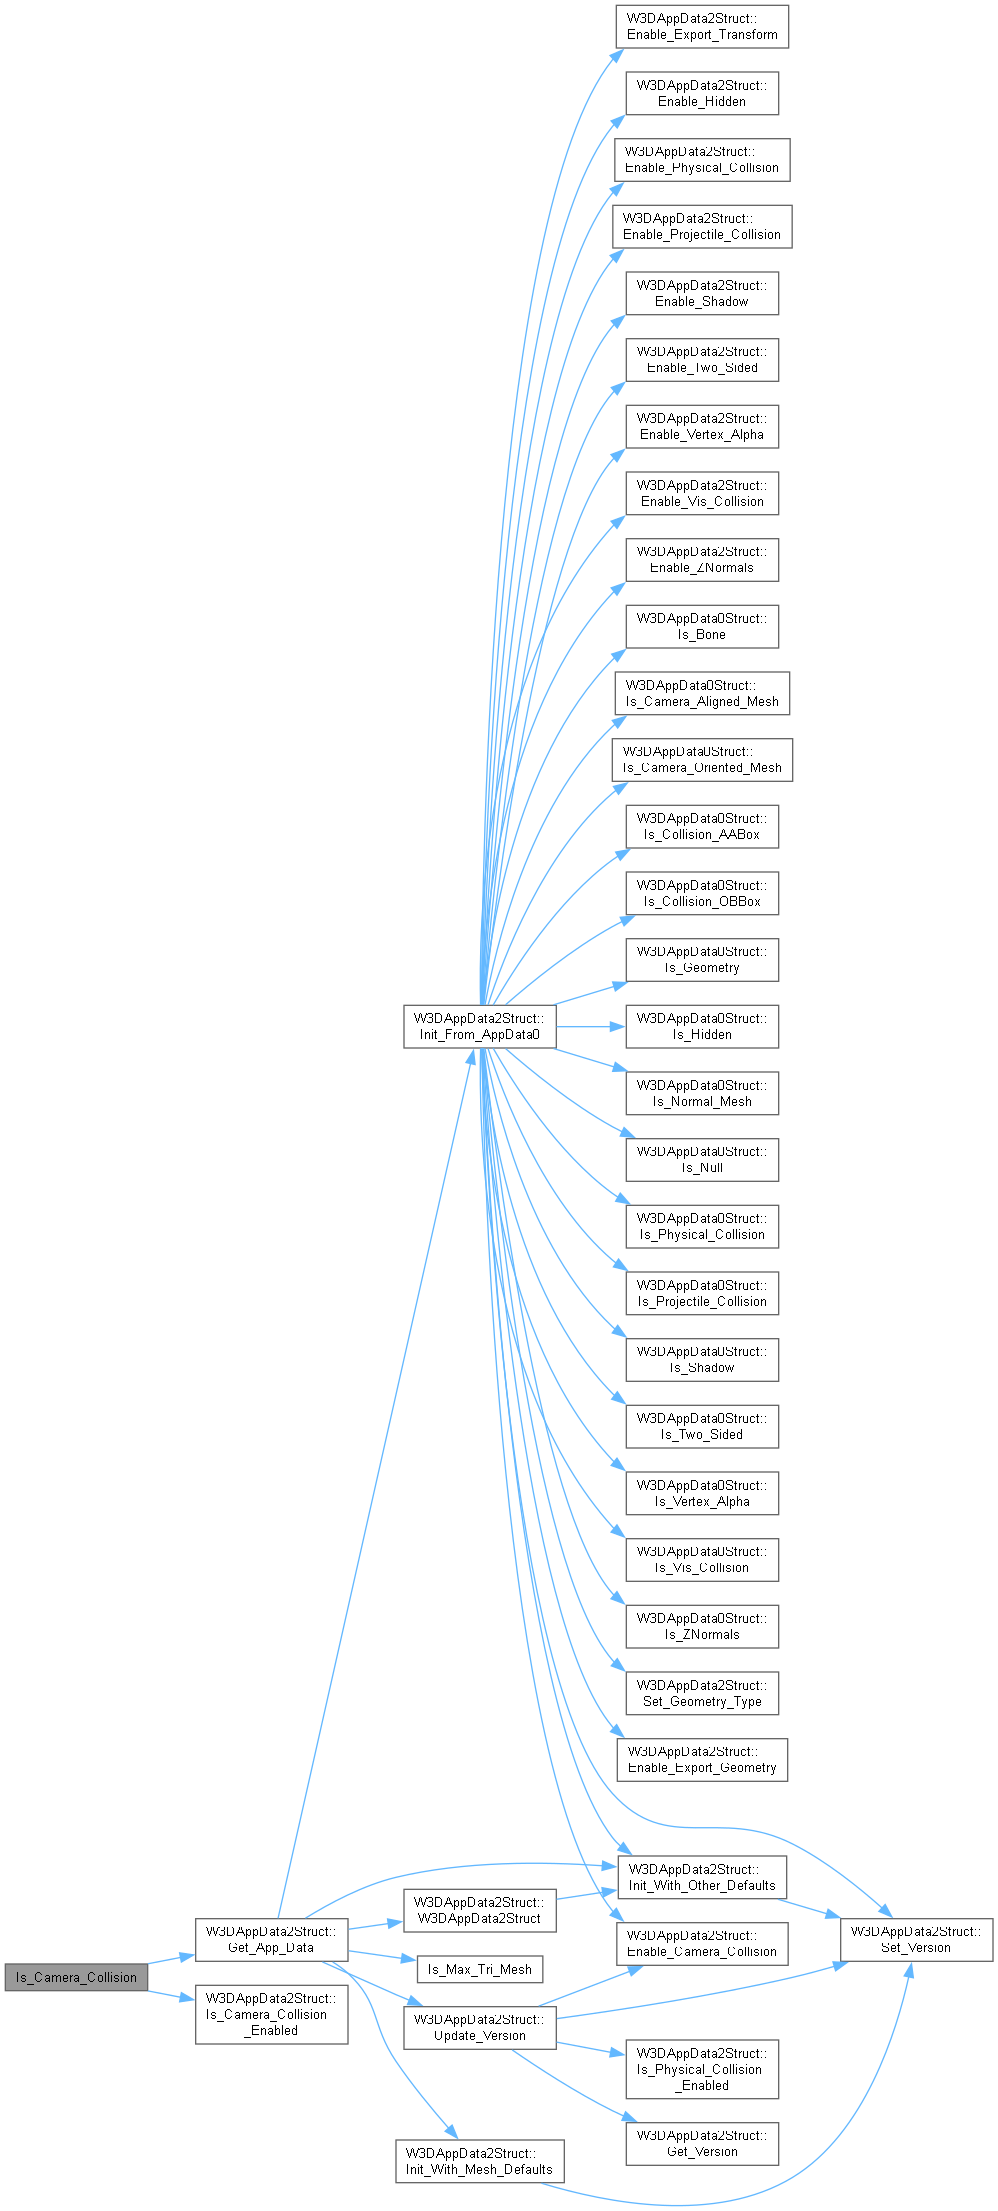 W3DAppData2Struct::
Enable_Export_Transform
W3DAppData2Struct::
Enable_Hidden
W3DAppData2Struct::
Enable_Physical_Collision
W3DAppData2Struct::
Enable_Projectile_Collision
W3DAppData2Struct::
Enable_Shadow
W3DAppData2Struct::
Enable_Two_Sided
W3DAppData2Struct::
Enable_Vertex_Alpha
W3DAppData2Struct::
Enable_Vis_Collision
W3DAppData2Struct::
Enable_ZNormals
W3DAppData0Struct::
Is_Bone
W3DAppData0Struct::
Is_Camera_Aligned_Mesh
W3DAppData0Struct::
Is_Camera_Oriented_Mesh
W3DAppData0Struct::
Is_Collision_AABox
W3DAppData0Struct::
Is_Collision_OBBox
W3DAppData0Struct::
Is_Geometry
W3DAppData2Struct::
Init_From_AppData0
W3DAppData0Struct::
Is_Hidden
W3DAppData0Struct::
Is_Normal_Mesh
W3DAppData0Struct::
Is_Null
W3DAppData0Struct::
Is_Physical_Collision
W3DAppData0Struct::
Is_Projectile_Collision
W3DAppData0Struct::
Is_Shadow
W3DAppData0Struct::
Is_Two_Sided
W3DAppData0Struct::
Is_Vertex_Alpha
W3DAppData0Struct::
Is_Vis_Collision
W3DAppData0Struct::
Is_ZNormals
W3DAppData2Struct::
Set_Geometry_Type
W3DAppData2Struct::
Enable_Export_Geometry
W3DAppData2Struct::
Init_With_Other_Defaults
W3DAppData2Struct::
W3DAppData2Struct
W3DAppData2Struct::
Get_App_Data
W3DAppData2Struct::
Enable_Camera_Collision
W3DAppData2Struct::
Set_Version
Is_Max_Tri_Mesh
Is_Camera_Collision
W3DAppData2Struct::
Is_Camera_Collision
_Enabled
W3DAppData2Struct::
Update_Version
W3DAppData2Struct::
Is_Physical_Collision
_Enabled
W3DAppData2Struct::
Get_Version
W3DAppData2Struct::
Init_With_Mesh_Defaults